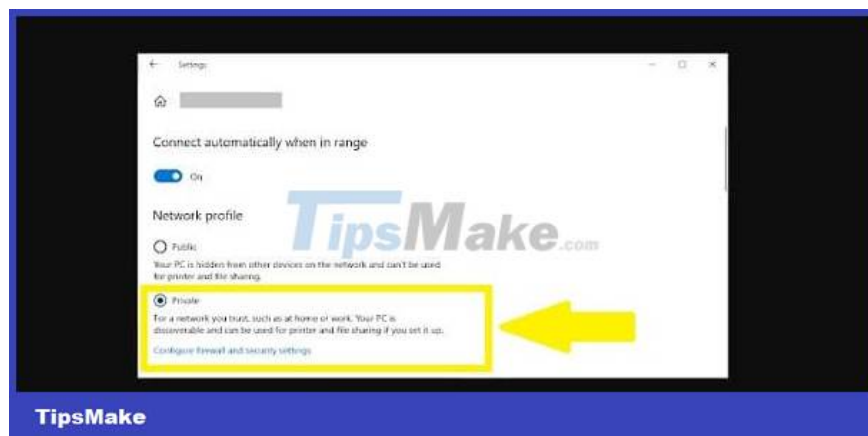 Settings
Connect automatically when in range
On
Network profile
TipsMake.com
Public
Your PC is hidden from other devices on the network and can't be used
for printer and file sharing.
Private
For a network you trust, such as at home or work. Your PC is
discoverable and can be used for printer and file sharing if you set it up.
Configure firewall and security settings
TipsMake